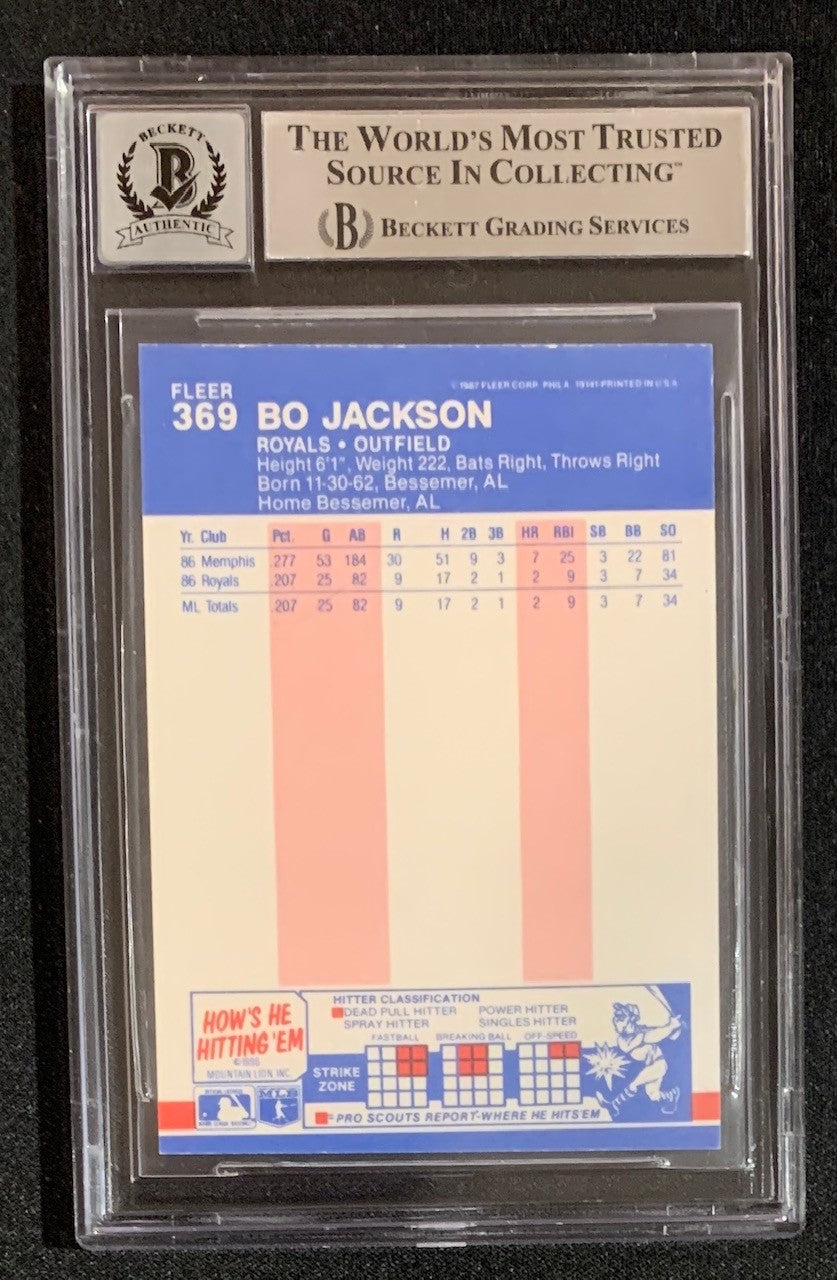 BECKETT
B
AUTHENTIC
THE WORLD'S MOST TRUSTED
SOURCE IN COLLECTING™
B BECKETT GRADING SERVICES
© 1987 FLEER CORP. PHILA. 19141-PRINTED IN U.S.A.
FLEER
369 BO JACKSON
ROYALS • OUTFIELD
Height 6'1", Weight 222, Bats Right, Throws Right
Born 11-30-62, Bessemer, AL
Home Bessemer, AL
Yr. Club Pct. G AB R H 2B 3B HR RBI SB BB SO
86 Memphis .277 53 184 30 51 9 3 7 25 3 22 81
86 Royals .207 25 82 9 17 2 1 2 9 3 7 34
ML Totals .207 25 82 9 17 2 1 2 9 3 7 34
HOW'S HE
HITTING 'EM
©1986
MOUNTAIN LION, INC.
HITTER CLASSIFICATION
DEAD PULL HITTER POWER HITTER
SPRAY HITTER SINGLES HITTER
FASTBALL BREAKING BALL OFF-SPEED
STRIKE
ZONE
= PRO SCOUTS REPORT-WHERE HE HITS 'EM
MAJOR LEAGUE BASEBALL